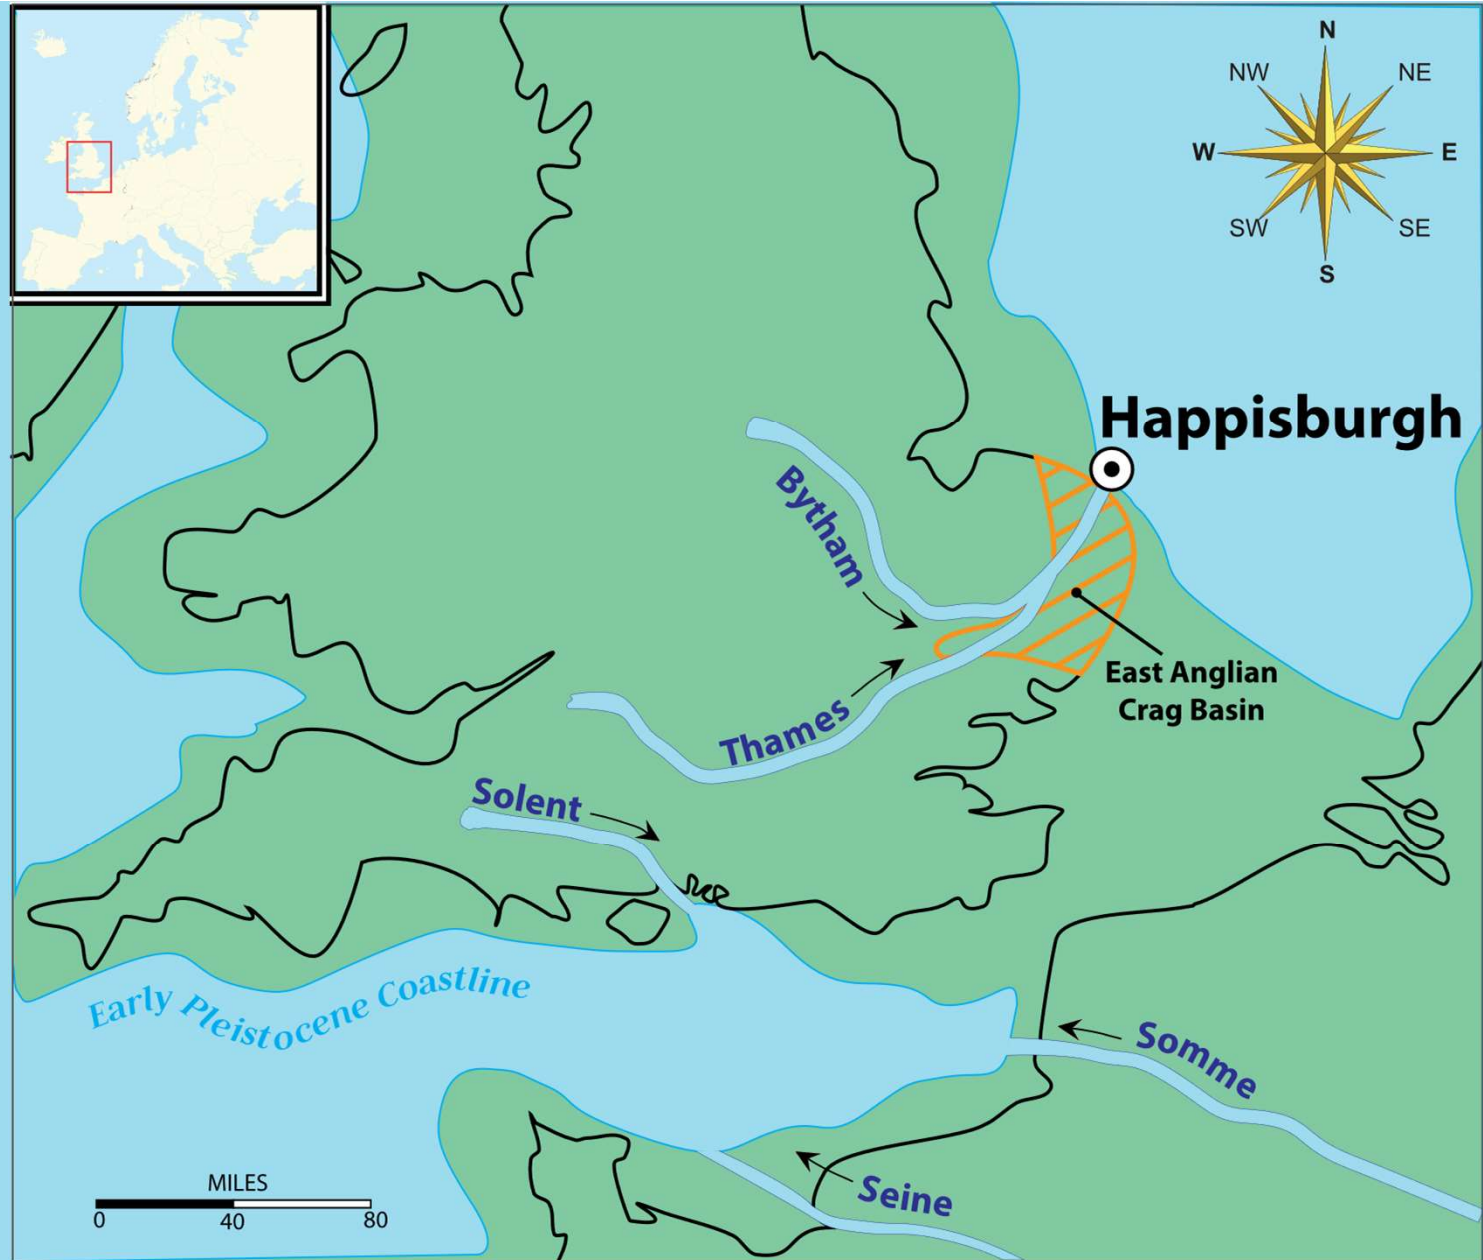 N
NW
NE
W
E
SW
SE
S
Happisburgh
Bytham
East Anglian
Crag Basin
Thames
Solent
Early Pleistocene Coastline
Somme
Seine
MILES
0
40
80